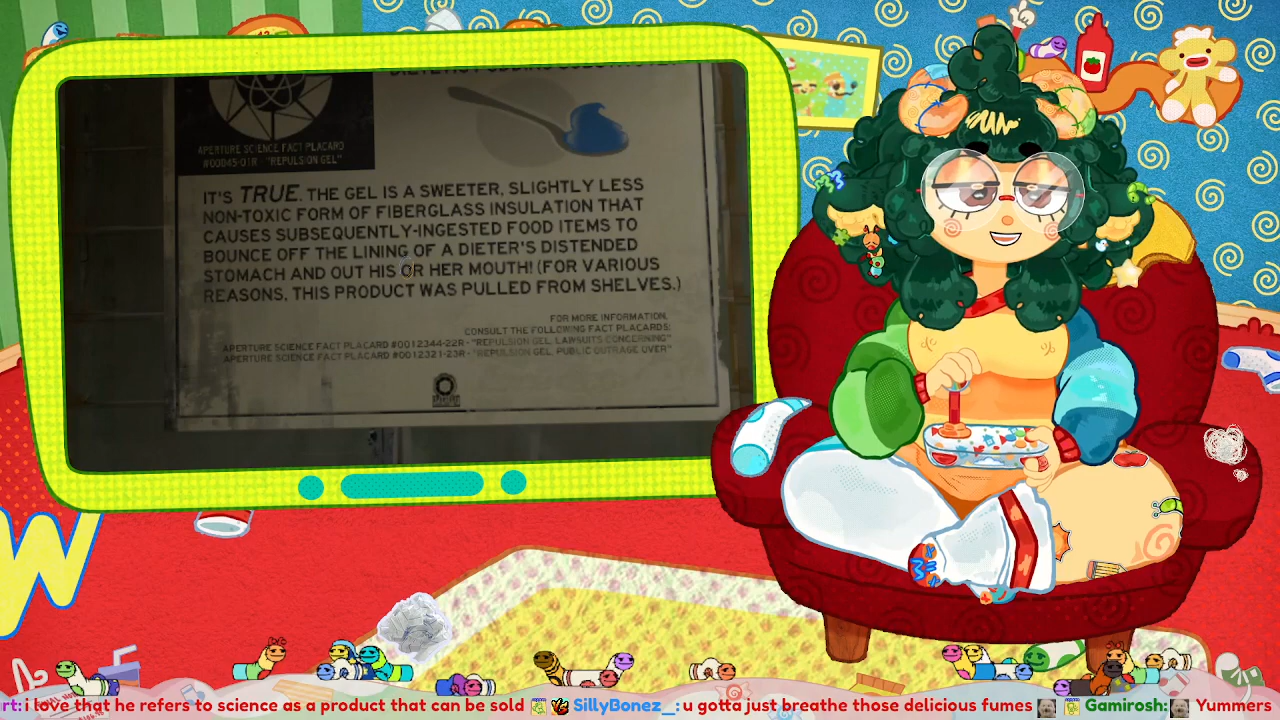 APERTURE SCIENCE FACT PLACARD
#00045-01R - "REPULSION GEL"
IT'S TRUE. THE GEL IS A SWEETER, SLIGHTLY LESS
NON-TOXIC FORM OF FIBERGLASS INSULATION THAT
CAUSES SUBSEQUENTLY-INGESTED FOOD ITEMS TO
BOUNCE OFF THE LINING OF A DIETER'S DISTENDED
STOMACH AND OUT HIS OR HER MOUTH! (FOR VARIOUS
REASONS, THIS PRODUCT WAS PULLED FROM SHELVES.)
FOR MORE INFORMATION,
CONSULT THE FOLLOWING FACT PLACARDS:
APERTURE SCIENCE FACT PLACARD #0012344-22R - "REPULSION GEL, LAWSUITS CONCERNING"
APERTURE SCIENCE FACT PLACARD #0012321-23R - "REPULSION GEL, PUBLIC OUTRAGE OVER"
W
rt: i love that he refers to science as a product that can be sold SillyBonez_: u gotta just breathe those delicious fumes Gamirosh: Yummers